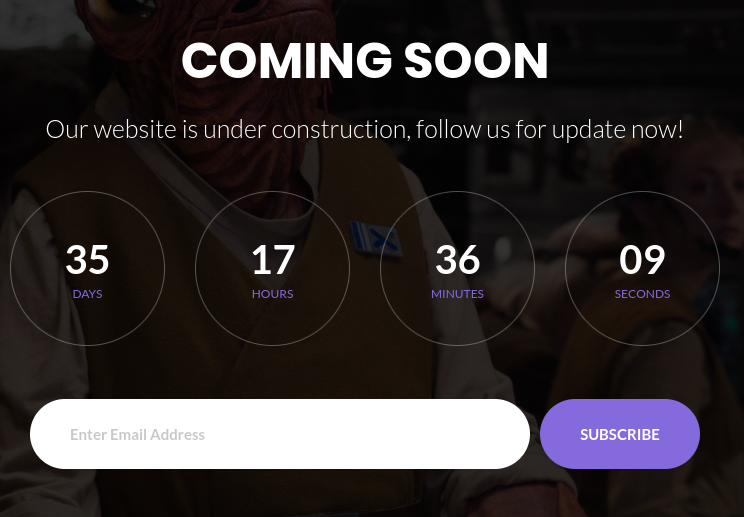 COMING SOON
Our website is under construction, follow us for update now!
35 17 36 09
DAYS HOURS MINUTES SECONDS
Enter Email Address SUBSCRIBE